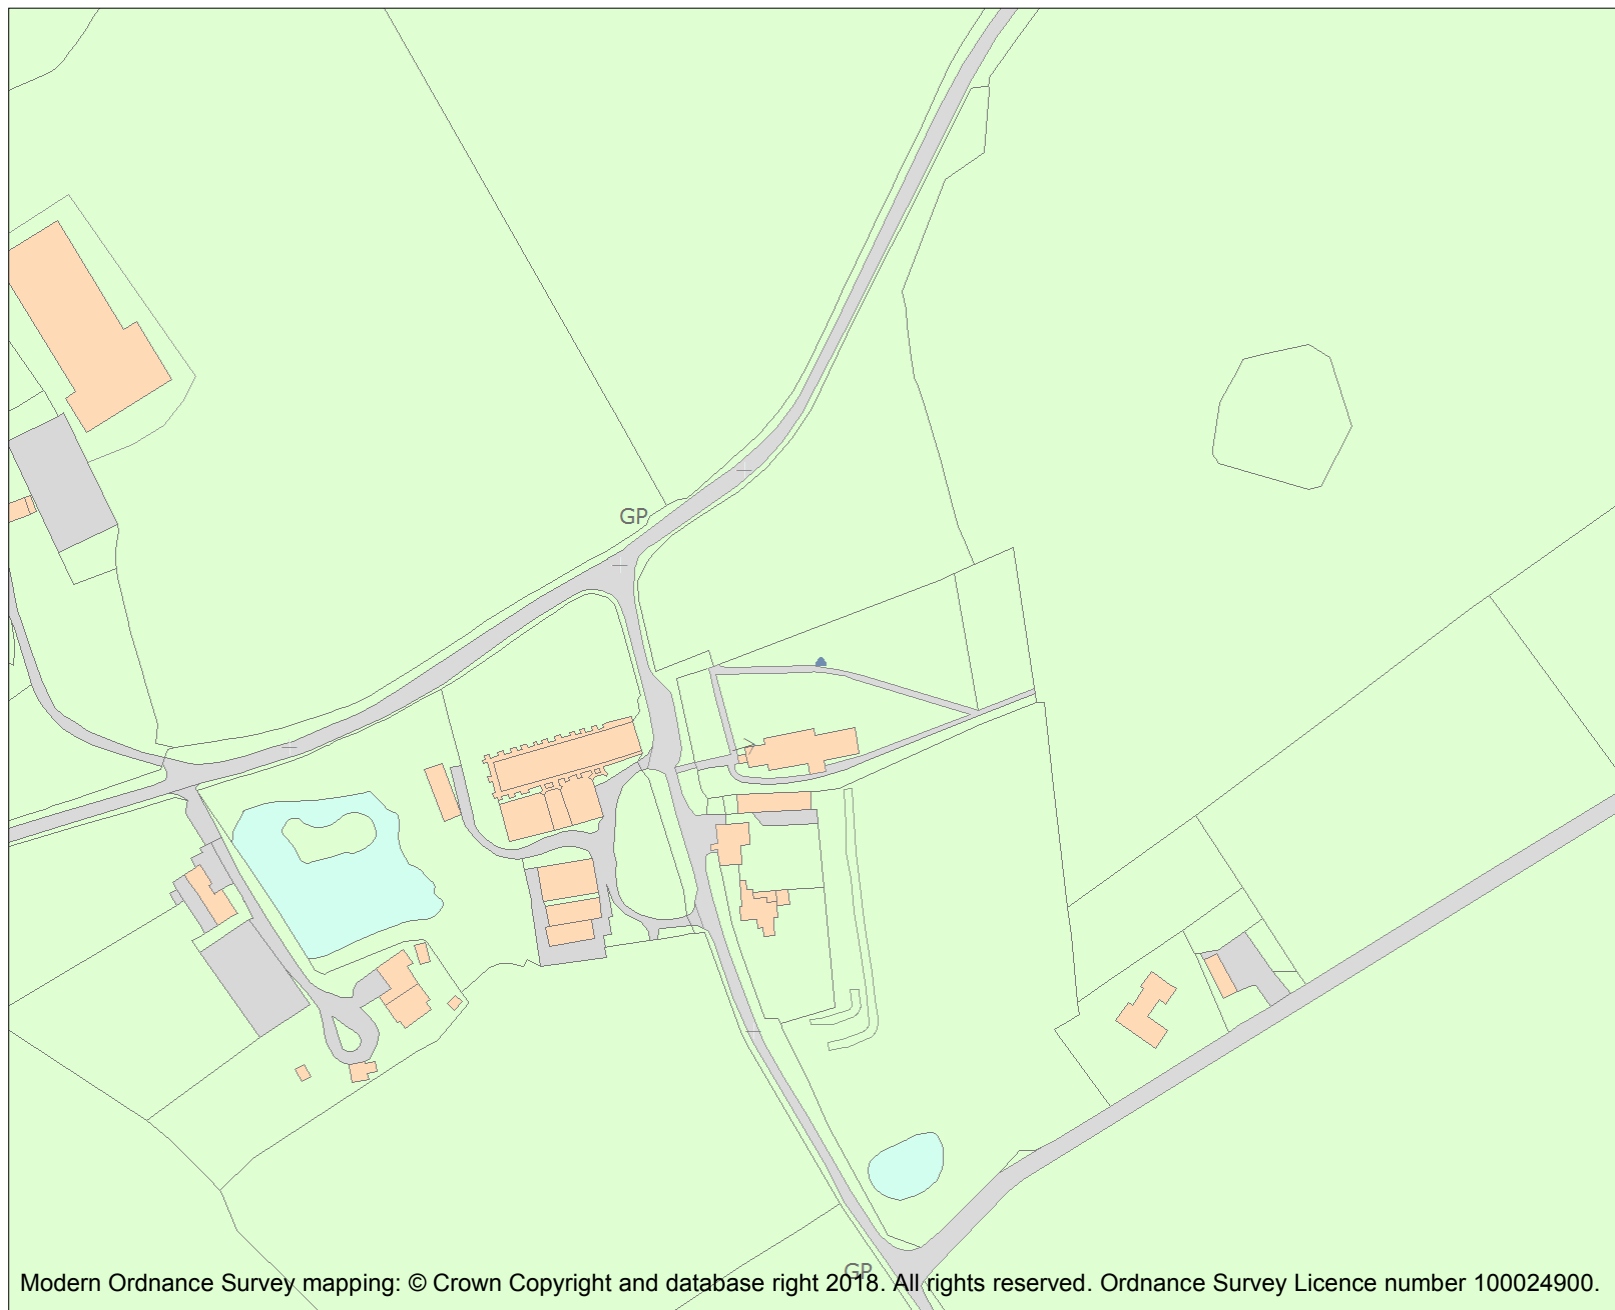 GP
GP
Modern Ordnance Survey mapping: © Crown Copyright and database right 2018. All rights reserved. Ordnance Survey Licence number 100024900.